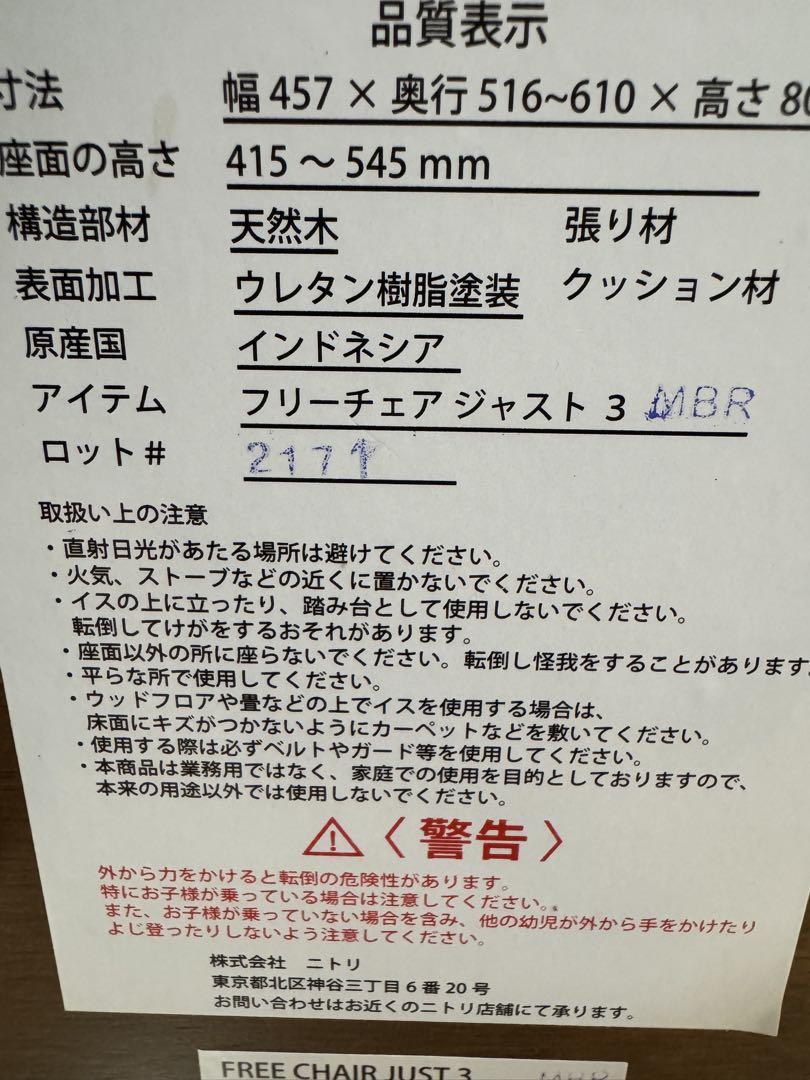 品質表示
寸法 幅 457 × 奥行 516~610 × 高さ 80
座面の高さ 415 ～ 545 mm
構造部材 天然木 張り材
表面加工 ウレタン樹脂塗装 クッション材
原産国 インドネシア
アイテム フリーチェア ジャスト 3 MBR
ロット# 2171
取扱い上の注意
・直射日光があたる場所は避けてください。
・火気、ストーブなどの近くに置かないでください。
・イスの上に立ったり、踏み台として使用しないでください。
転倒してけがをするおそれがあります。
・座面以外の所に座らないでください。転倒し怪我をすることがあります。
・平らな所で使用してください。
・ウッドフロアや畳などの上でイスを使用する場合は、
床面にキズがつかないようにカーペットなどを敷いてください。
・使用する際は必ずベルトやガード等を使用してください。
・本商品は業務用ではなく、家庭での使用を目的としておりますので、
本来の用途以外では使用しないでください。
⚠〈警告〉
外から力をかけると転倒の危険性があります。
特にお子様が乗っている場合は注意してください。
また、お子様が乗っていない場合を含み、他の幼児が外から手をかけたり
よじ登ったりしないよう注意してください。
株式会社 ニトリ
東京都北区神谷三丁目6番20号
お問い合わせはお近くのニトリ店舗にて承ります。
FREE CHAIR JUST 3 MBR